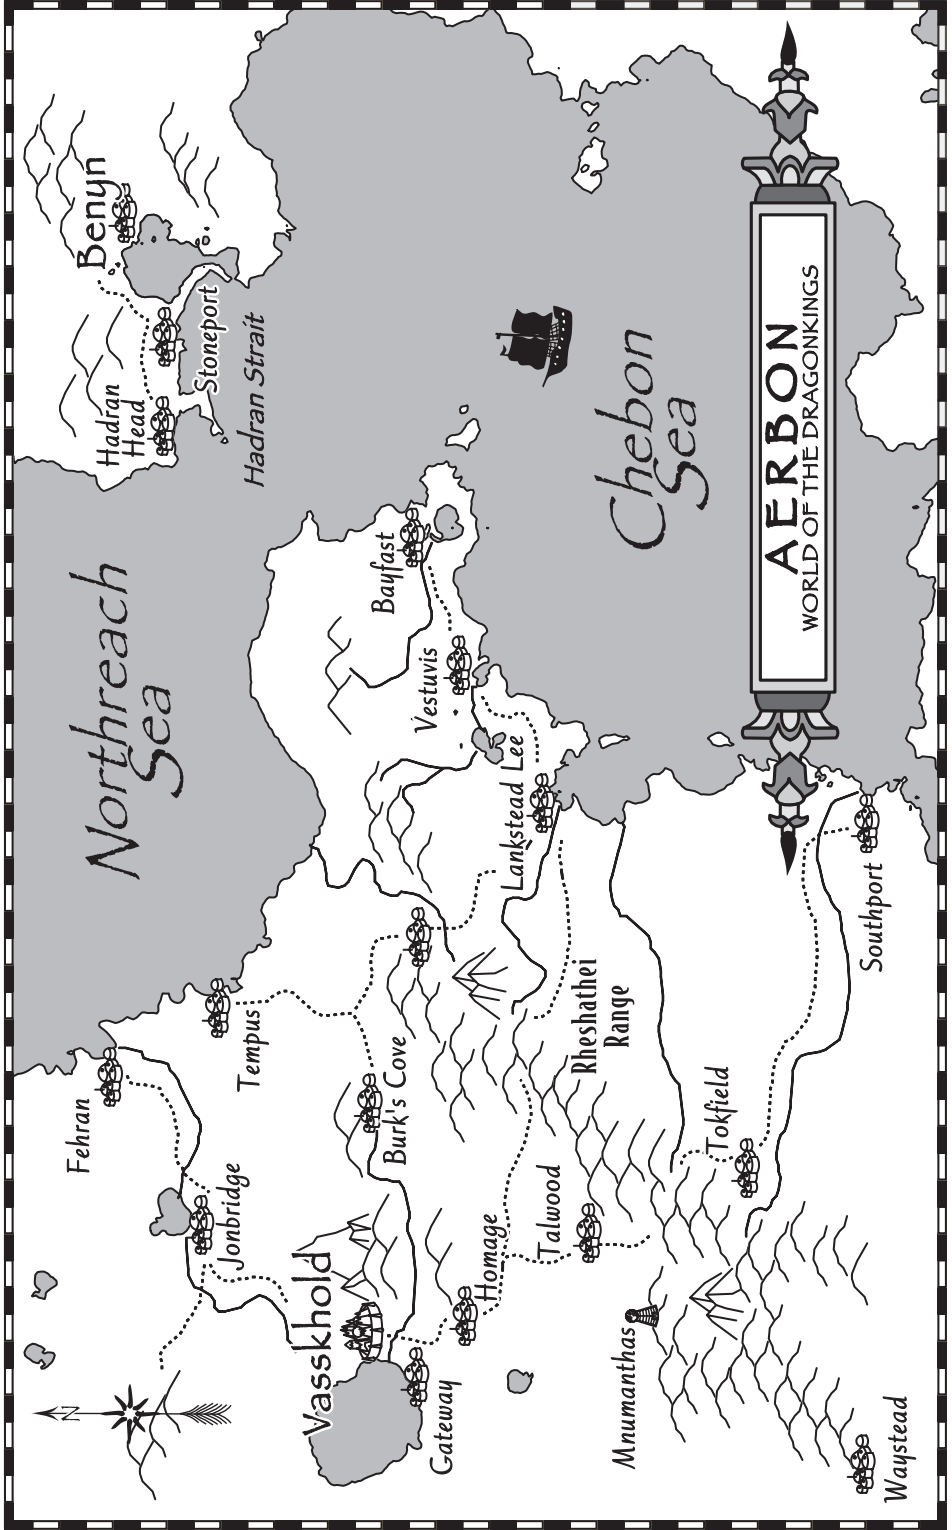 N
Northreach
Sea
Benyn
Hadran
Head
Stoneport
Hadran Strait
Fehran
Tempus
Jonbridge
Vasskhold
Gateway
Burk's Cove
Homage
Bayfast
Vestuvis
Lankstead Lee
Rheshathei
Range
Talwood
Mnumanthas
Waystead
Tokfield
Southport
Chebon
Sea
AERBON
WORLD OF THE DRAGONKINGS